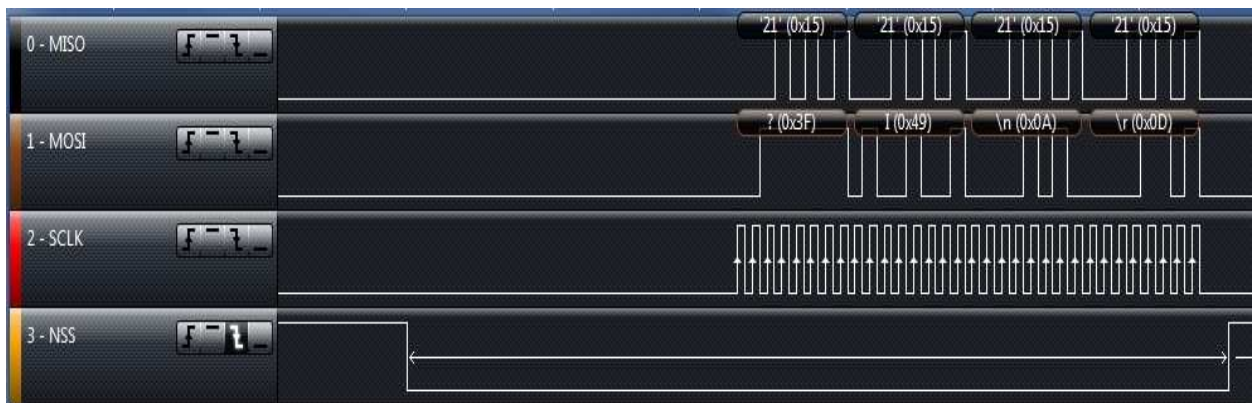 0 - MISO
'21' (0x15) '21' (0x15) '21' (0x15) '21' (0x15)
1 - MOSI
? (0x3F) I (0x49) \n (0x0A) \r (0x0D)
2 - SCLK
3 - NSS